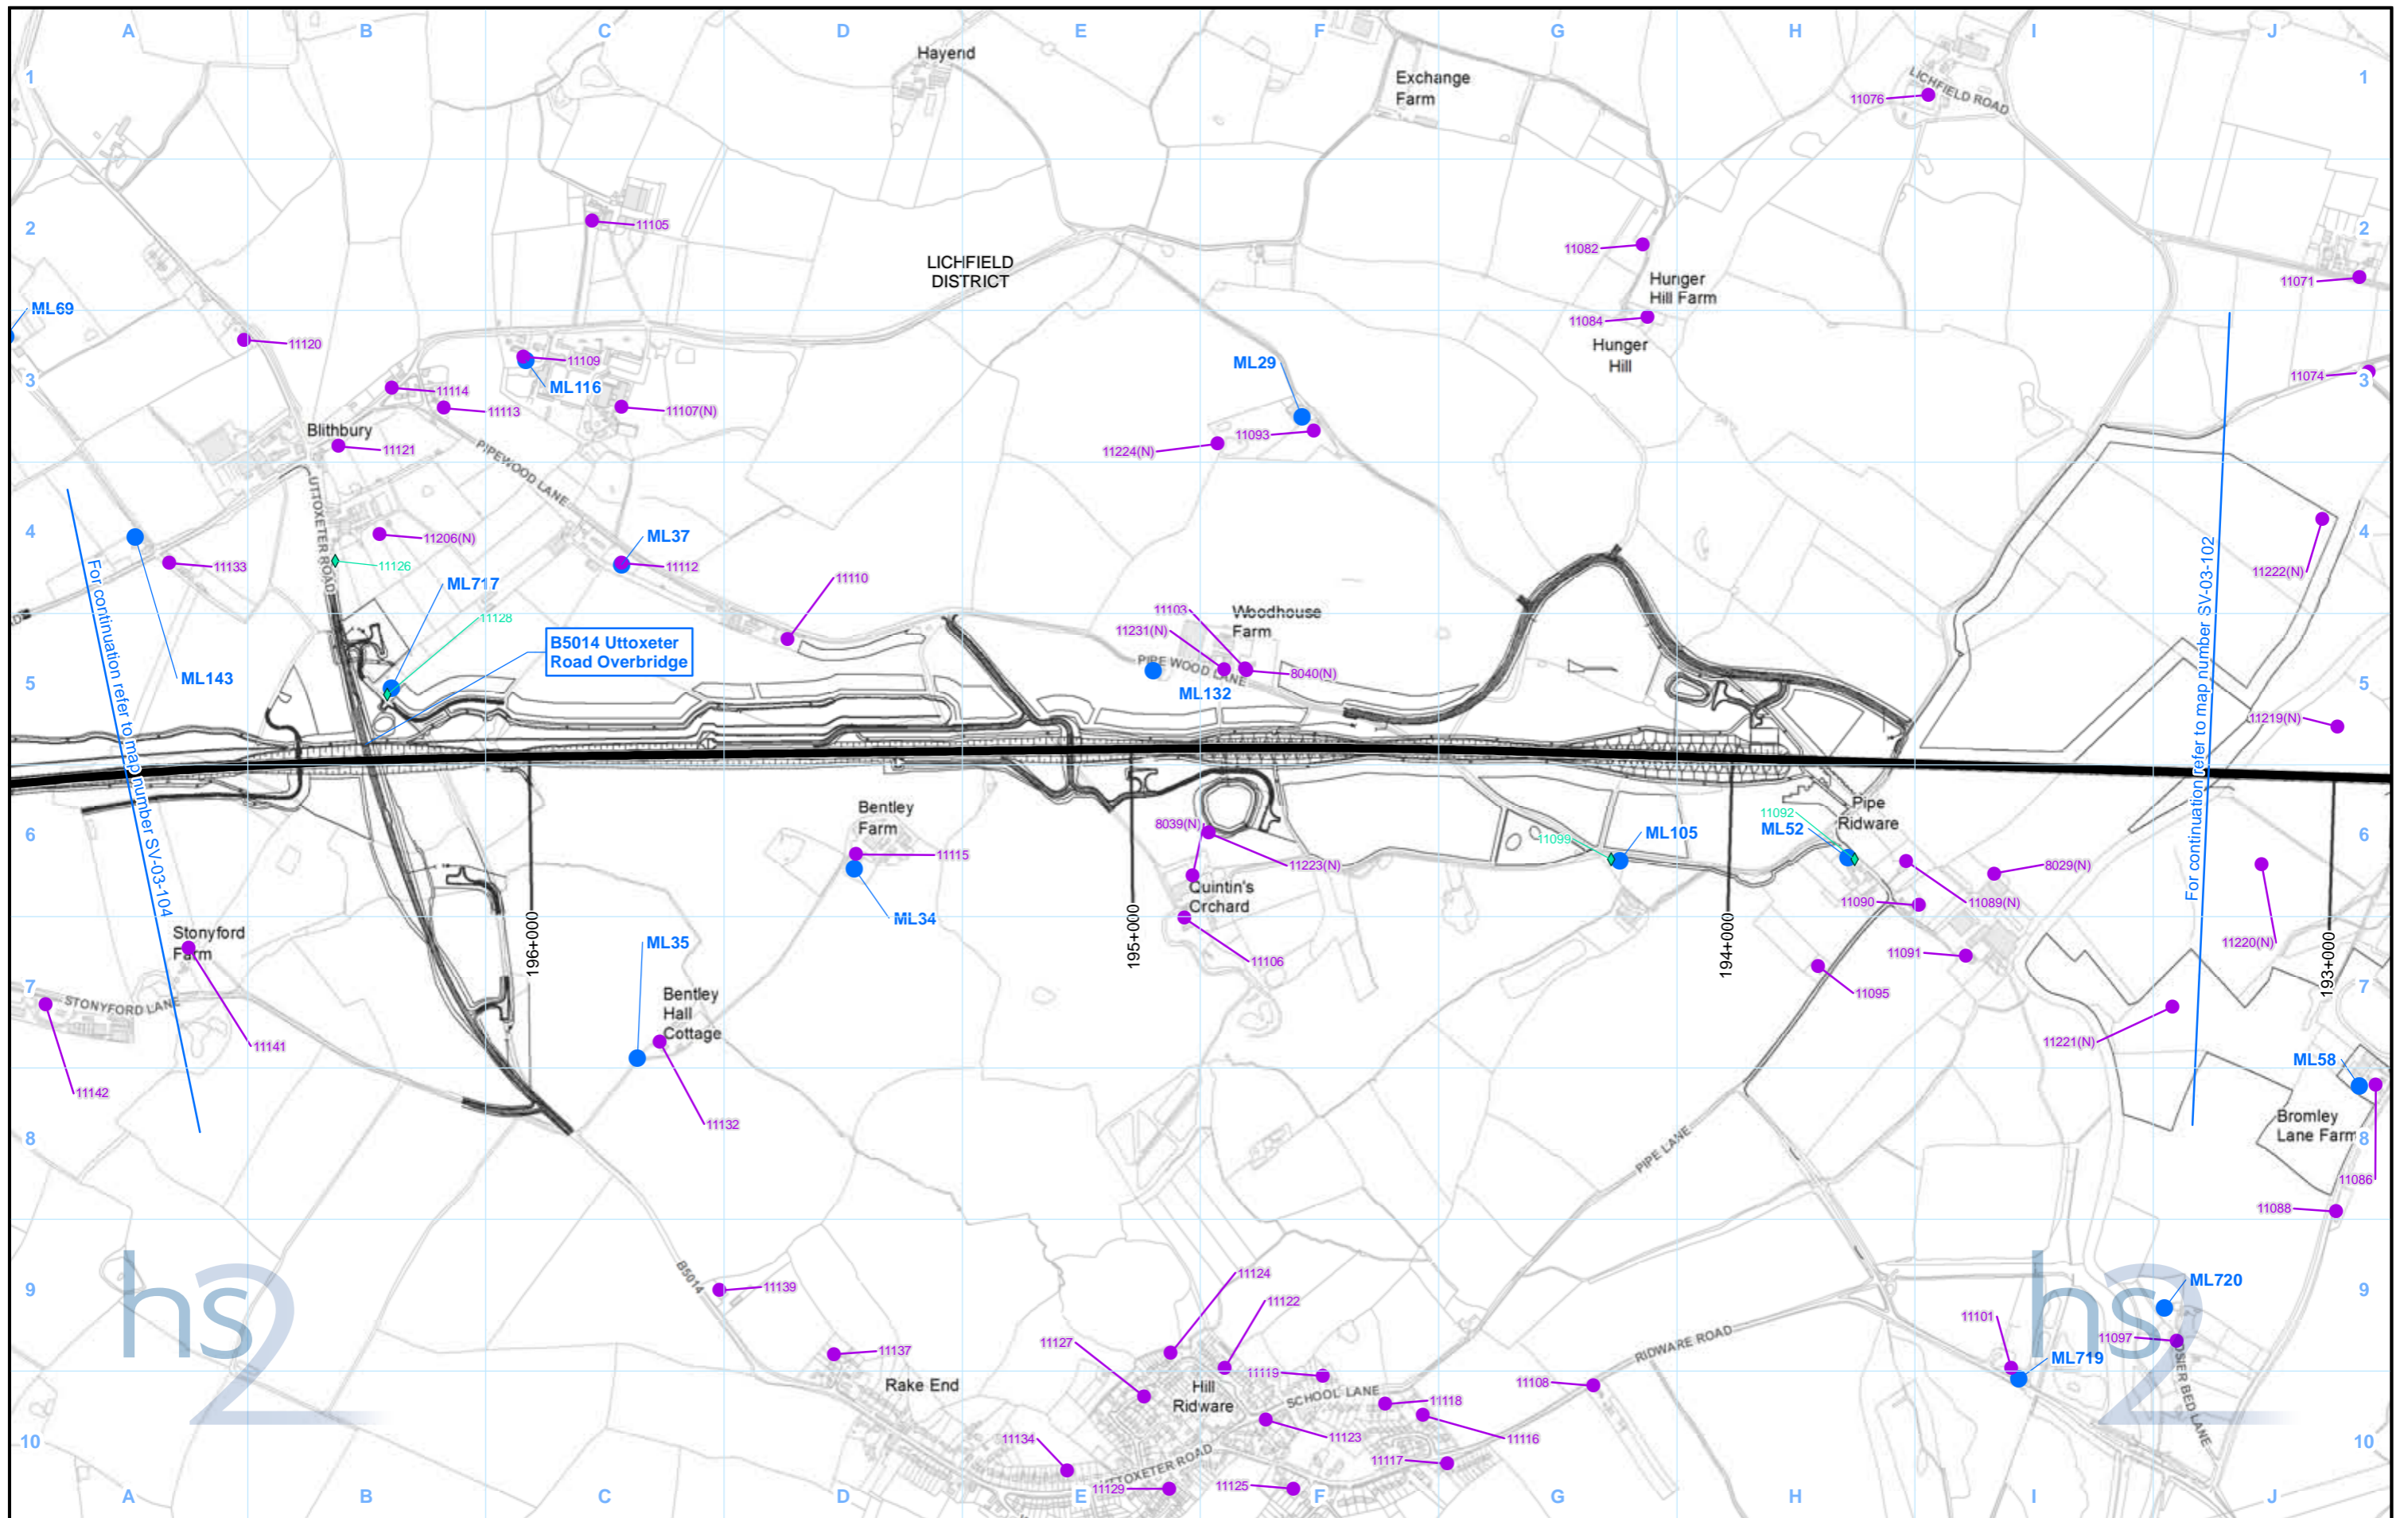 A B C D E F G H I J
1 1
Hayend
Exchange
Farm
LICHFIELD ROAD
11076
2 2
11105
LICHFIELD
DISTRICT
11082
Hunger
Hill Farm
11071
ML69
11120
11109
ML116
11084
Hunger
Hill
ML29
3 3
11074
11114
11113
11107(N)
Blithbury
11121
PIPEWOOD LANE
11093
11224(N)
UTTOXETER ROAD
4 4
11206(N)
ML37
11112
11133
11126
ML717
11110
11222(N)
For continuation refer to map number SV-03-104
For continuation refer to map number SV-03-102
11128
11103
Woodhouse
Farm
11231(N)
B5014 Uttoxeter
Road Overbridge
PIPE WOOD LANE
8040(N)
ML143
5 5
ML132
11219(N)
Bentley
Farm
Pipe
Ridware
11092
8039(N)
6 6
ML52
ML105
11099
11115
11223(N)
8029(N)
Quintin's
Orchard
11090
11089(N)
ML34
Stonyford
Farm
ML35
196+000
195+000
194+000
193+000
11220(N)
11106
11091
7 7
11095
Bentley
Hall
Cottage
STONYFORD LANE
11141
11221(N)
ML58
11142
11132
Bromley
Lane Farm
8 8
PIPE LANE
11086
11088
hs2
hs2
B5014
11139
9 9
11124
11122
ML720
11101
11097
11127
11137
RIDWARE ROAD
ML719
11119
Rake End
Hill
Ridware
SCHOOL LANE
11108
11118
OSIER BED LANE
11134
11123
11116
10 10
UTTOXETER ROAD
11117
11129
11125
A B C D E F G H I J